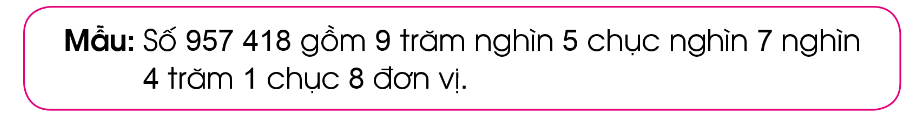 Mẫu: Số 957 418 gồm 9 trăm nghìn 5 chục nghìn 7 nghìn
4 trăm 1 chục 8 đơn vị.